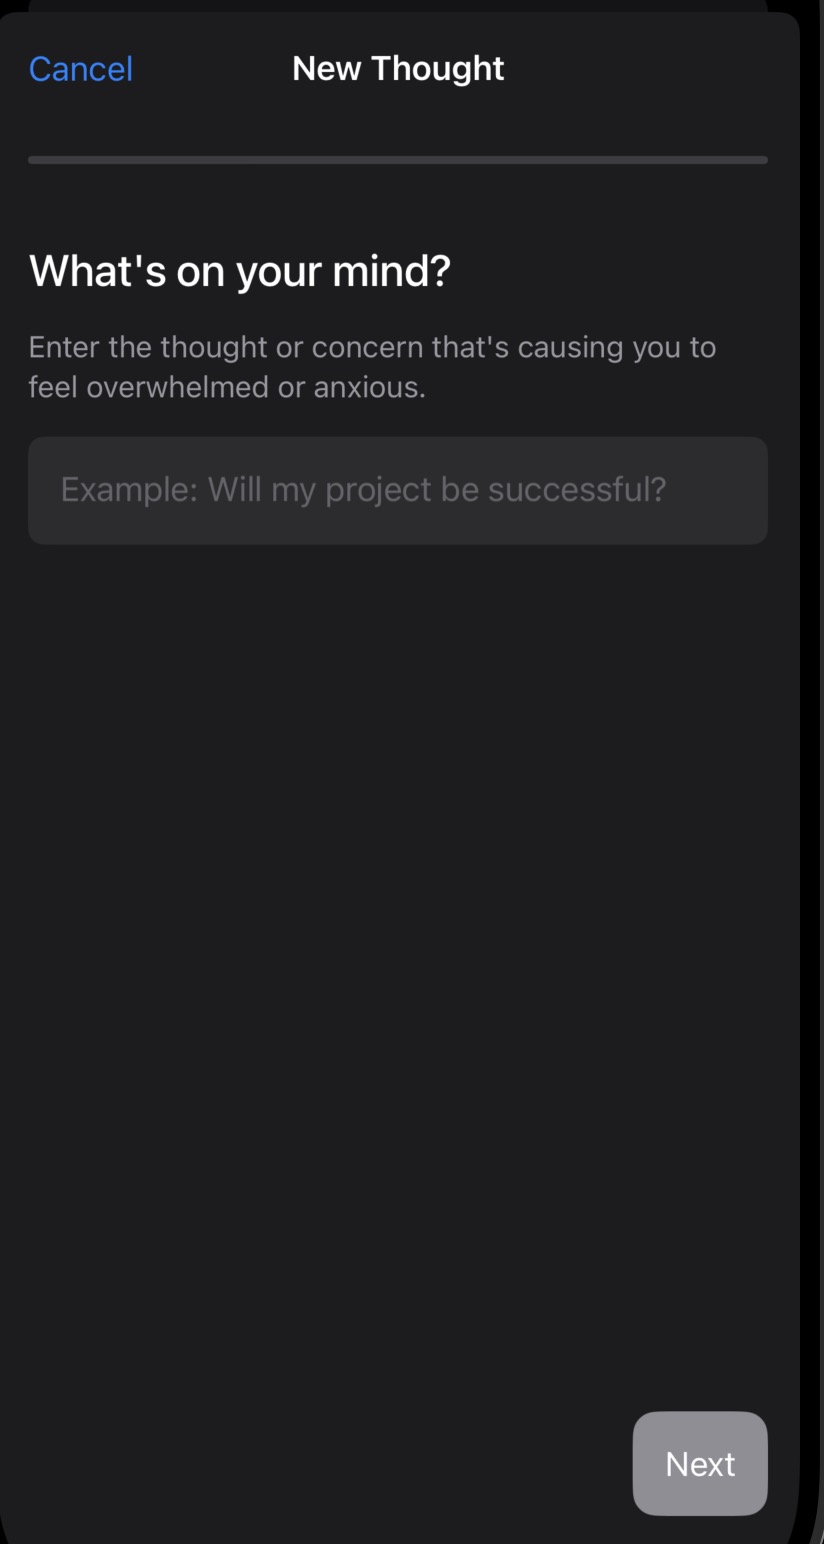 Cancel
New Thought
What's on your mind?
Enter the thought or concern that's causing you to
feel overwhelmed or anxious.
Example: Will my project be successful?
Next